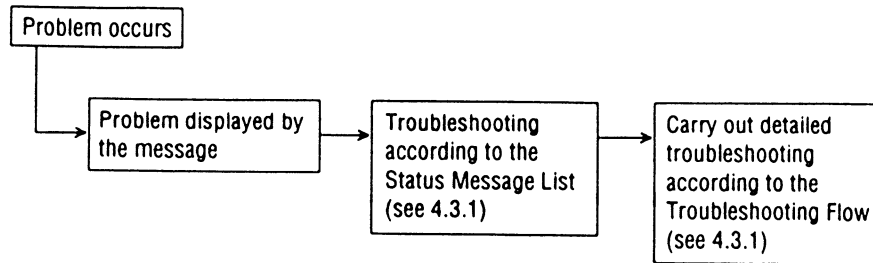 Problem occurs
Problem displayed by
the message
Troubleshooting
according to the
Status Message List
(see 4.3.1)
Carry out detailed
troubleshooting
according to the
Troubleshooting Flow
(see 4.3.1)